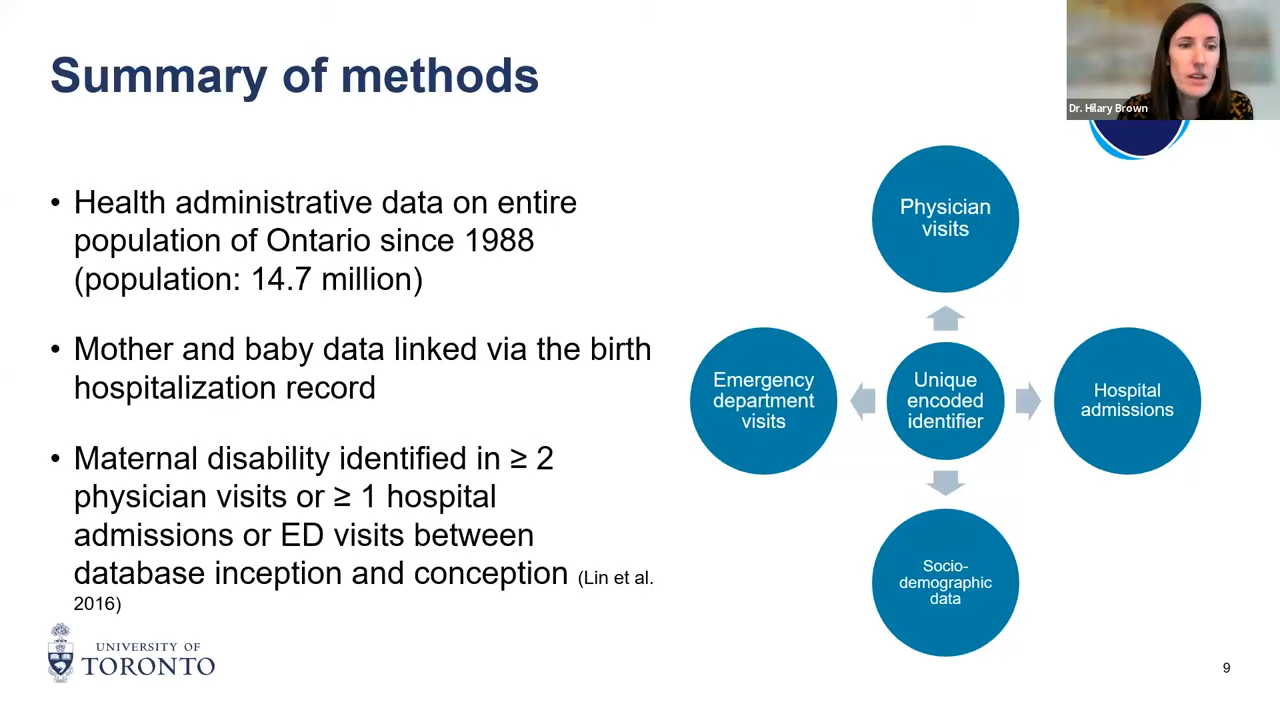 Summary of methods
Dr. Hilary Brown
• Health administrative data on entire
population of Ontario since 1988
(population: 14.7 million)
• Mother and baby data linked via the birth
hospitalization record
• Maternal disability identified in ≥ 2
physician visits or ≥ 1 hospital
admissions or ED visits between
database inception and conception (Lin et al.
2016)
Physician
visits
Emergency
department
visits
Unique
encoded
identifier
Hospital
admissions
Socio-
demographic
data
UNIVERSITY OF
TORONTO
9